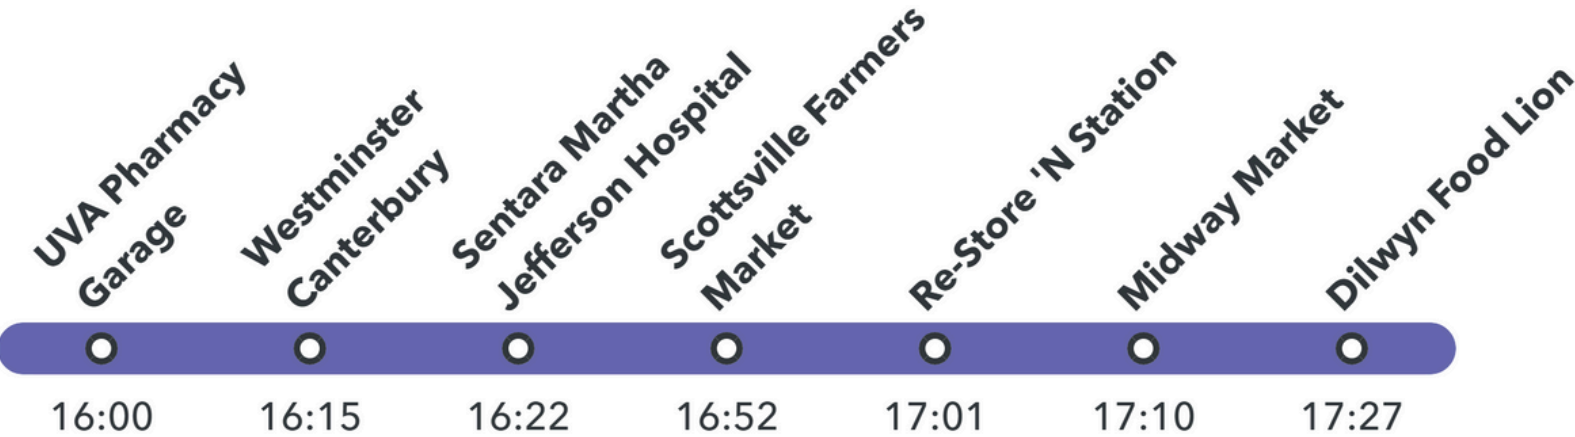 UVA Pharmacy
Garage
Westminster
Canterbury
Sentara Martha
Jefferson Hospital
Scottsville Farmers
Market
Re-Store 'N Station
Midway Market
Dilwyn Food Lion
16:00
16:15
16:22
16:52
17:01
17:10
17:27